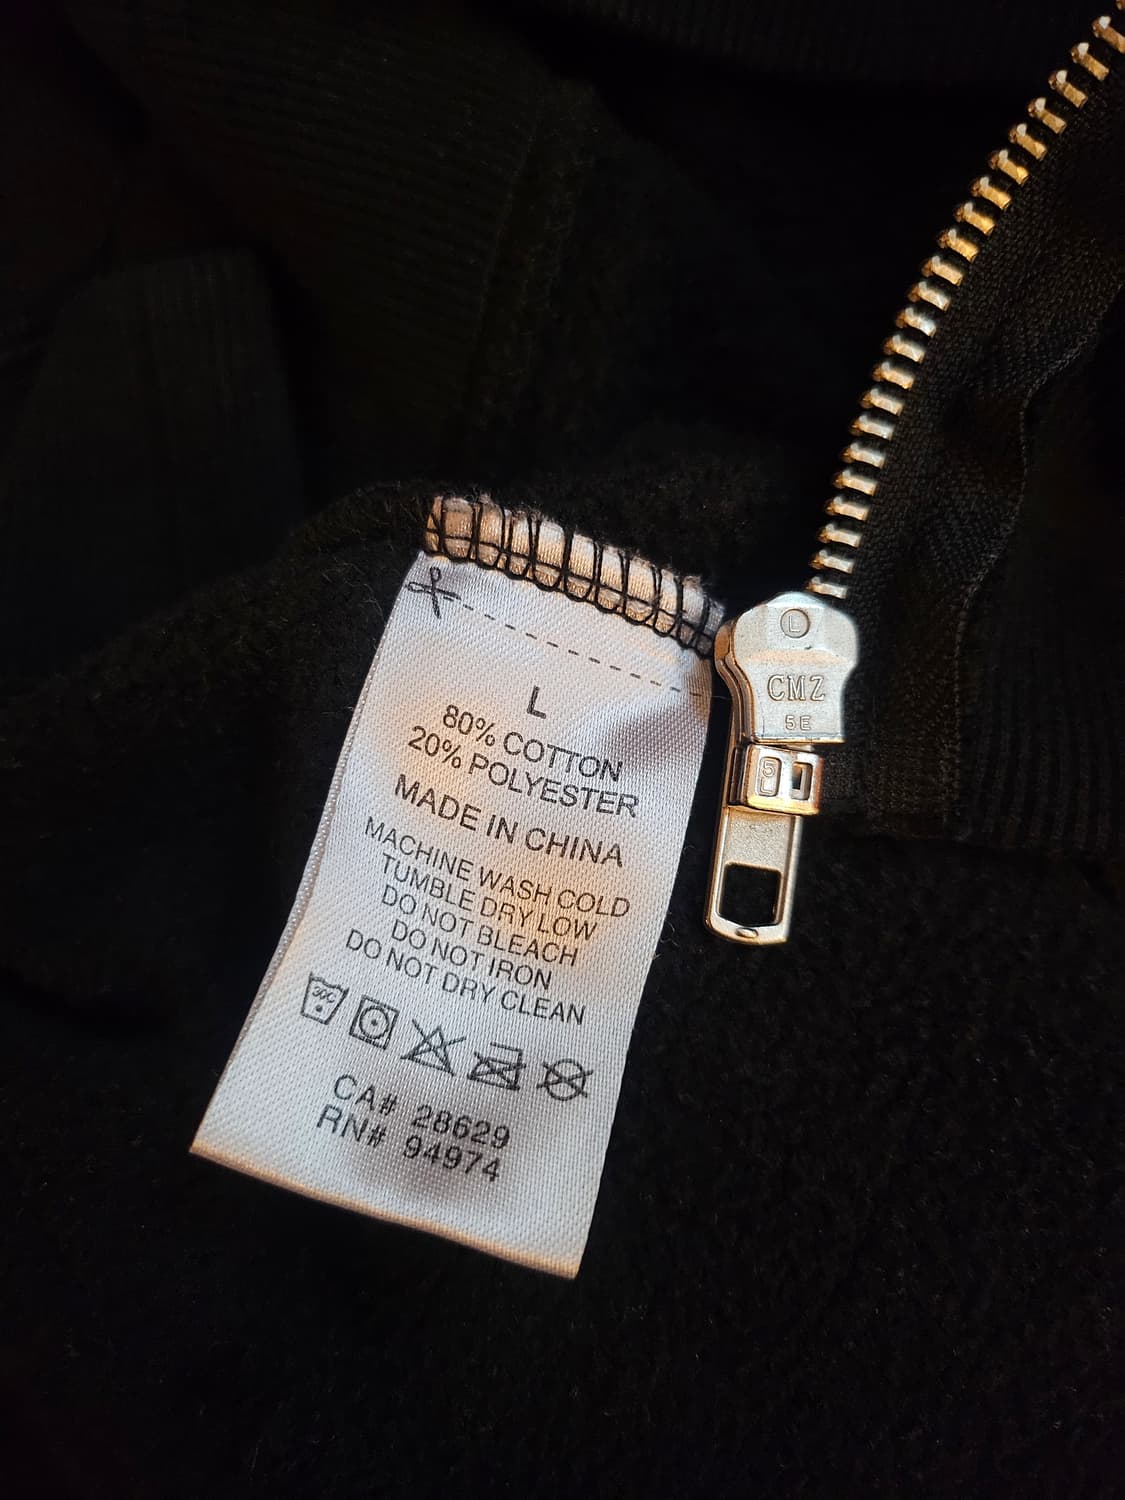 L
80% COTTON
20% POLYESTER
MADE IN CHINA
MACHINE WASH COLD
TUMBLE DRY LOW
DO NOT BLEACH
DO NOT IRON
DO NOT DRY CLEAN
CA# 28629
RN# 94974
L
CMZ
5E
5